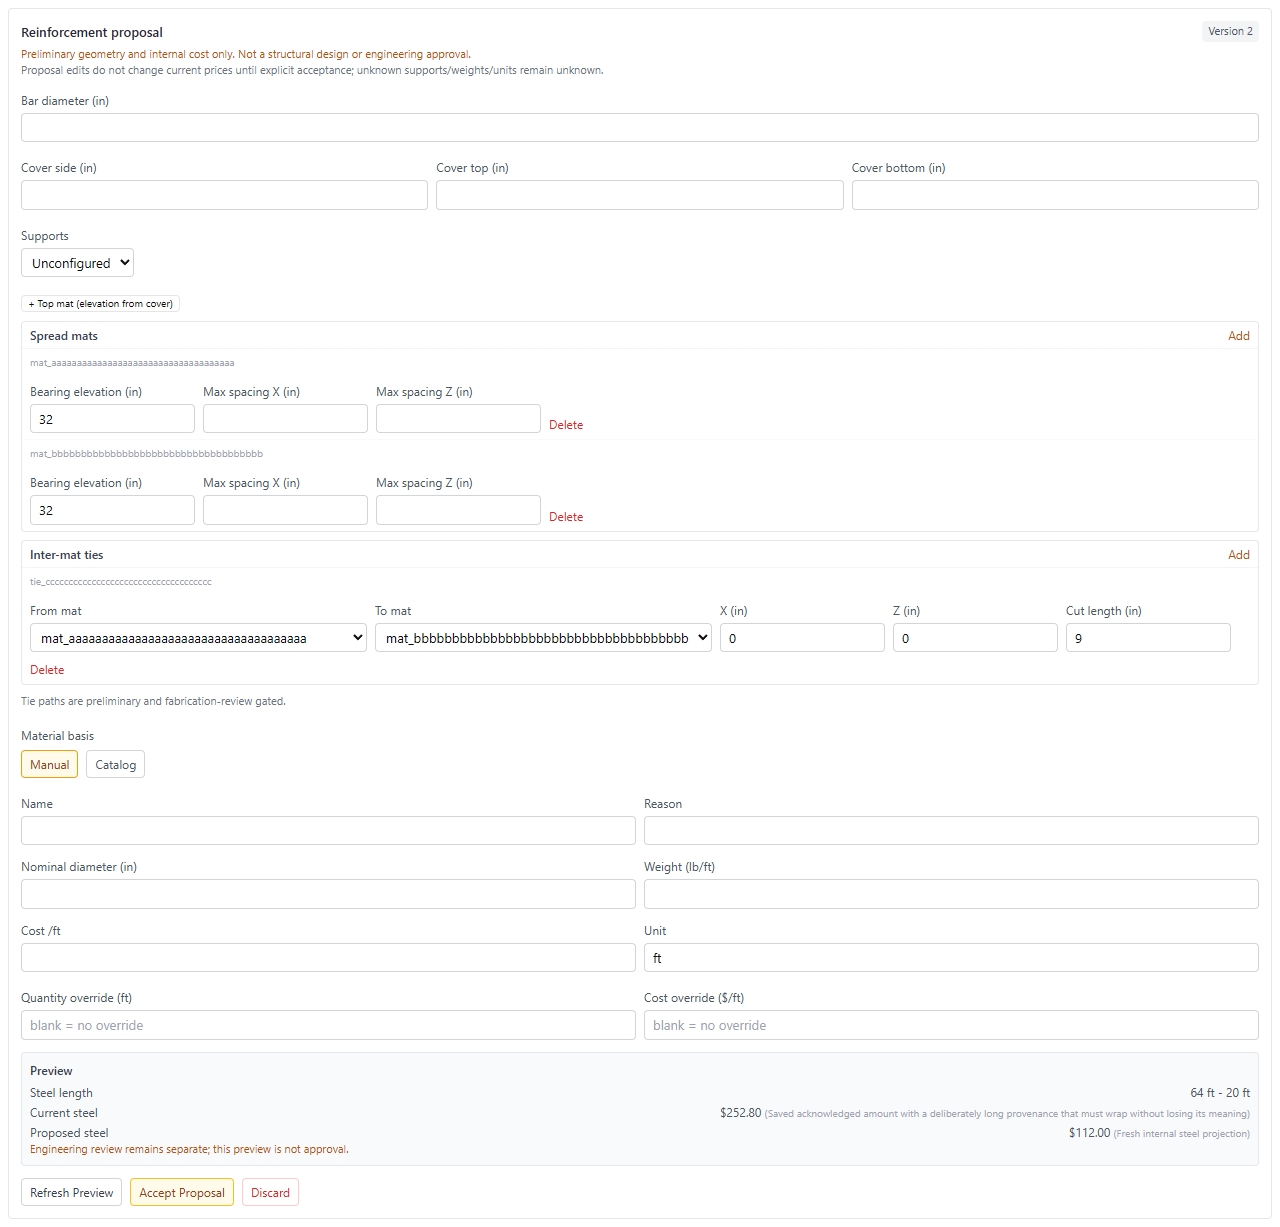 Reinforcement proposal
Version 2
Preliminary geometry and internal cost only. Not a structural design or engineering approval.
Proposal edits do not change current prices until explicit acceptance; unknown supports/weights/units remain unknown.
Bar diameter (in)
Cover side (in) Cover top (in) Cover bottom (in)
Supports
Unconfigured
+ Top mat (elevation from cover)
Spread mats Add
mat_aaaaaaaaaaaaaaaaaaaaaaaaaaaaaaaaaaaa
Bearing elevation (in) Max spacing X (in) Max spacing Z (in)
32
Delete
mat_bbbbbbbbbbbbbbbbbbbbbbbbbbbbbbbbbbbb
Bearing elevation (in) Max spacing X (in) Max spacing Z (in)
32
Delete
Inter-mat ties Add
tie_cccccccccccccccccccccccccccccccccccc
From mat To mat X (in) Z (in) Cut length (in)
mat_aaaaaaaaaaaaaaaaaaaaaaaaaaaaaaaaaaaa mat_bbbbbbbbbbbbbbbbbbbbbbbbbbbbbbbbbbbb 0 0 9
Delete
Tie paths are preliminary and fabrication-review gated.
Material basis
Manual Catalog
Name Reason
Nominal diameter (in) Weight (lb/ft)
Cost /ft Unit
ft
Quantity override (ft) Cost override ($/ft)
blank = no override blank = no override
Preview
Steel length 64 ft - 20 ft
Current steel $252.80 (Saved acknowledged amount with a deliberately long provenance that must wrap without losing its meaning)
Proposed steel $112.00 (Fresh internal steel projection)
Engineering review remains separate; this preview is not approval.
Refresh Preview Accept Proposal Discard